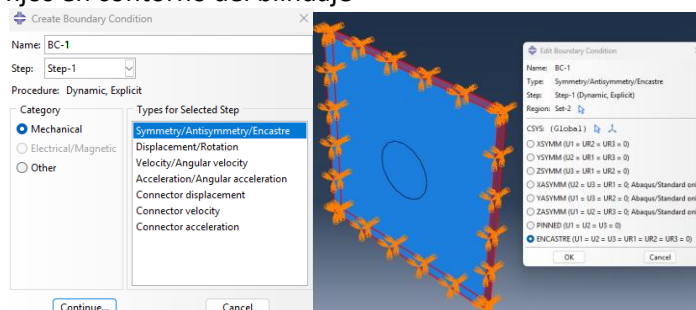 en contorno del blindaje
Create Boundary Condition
Name: BC-1
Step: Step-1
Procedure: Dynamic, Explicit
Category
Mechanical
Electrical/Magnetic
Other
Types for Selected Step
Symmetry/Antisymmetry/Encastre
Displacement/Rotation
Velocity/Angular velocity
Acceleration/Angular acceleration
Connector displacement
Connector velocity
Connector acceleration
Continue...
Cancel
Edit Boundary Condition
Name: BC-1
Type: Symmetry/Antisymmetry/Encastre
Step: Step-1 (Dynamic, Explicit)
Region: Set-2
CSYS: (Global)
XSYMM (U1 = UR2 = UR3 = 0)
YSYMM (U2 = UR1 = UR3 = 0)
ZSYMM (U3 = UR1 = UR2 = 0)
XASYMM (U2 = U3 = UR1 = 0; Abaqus/Standard onl
YASYMM (U1 = U3 = UR2 = 0; Abaqus/Standard onl
ZASYMM (U1 = U2 = UR3 = 0; Abaqus/Standard onl
PINNED (U1 = U2 = U3 = 0)
ENCASTRE (U1 = U2 = U3 = UR1 = UR2 = UR3 = 0)
OK
Cancel